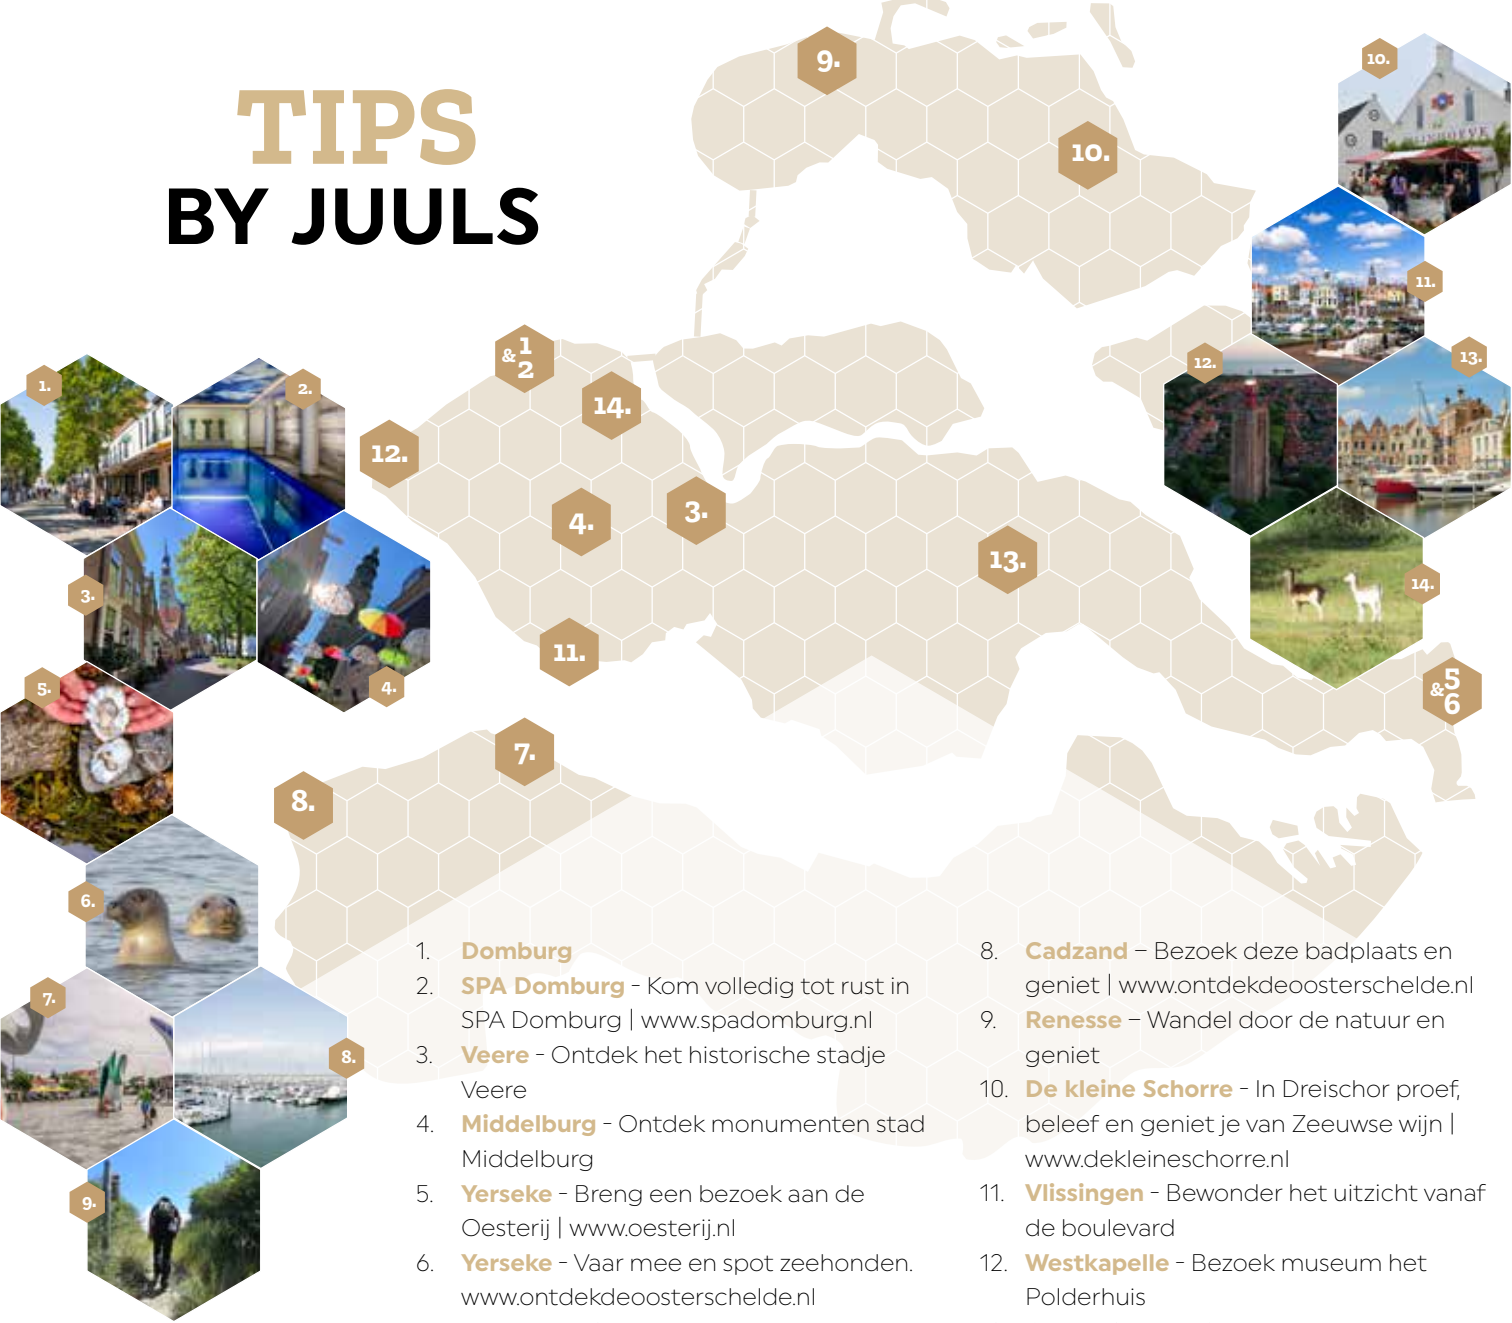 TIPS
BY JUULS
9.
10.
10.
11.
&1
2
14.
12.
13.
1.
2.
12.
4.
3.
13.
3.
4.
11.
14.
5.
&5
6
7.
8.
6.
7.
8.
9.
1. Domburg
2. SPA Domburg - Kom volledig tot rust in
SPA Domburg | www.spadomburg.nl
3. Veere - Ontdek het historische stadje
Veere
4. Middelburg - Ontdek monumenten stad
Middelburg
5. Yerseke - Breng een bezoek aan de
Oesterij | www.oesterij.nl
6. Yerseke - Vaar mee en spot zeehonden.
www.ontdekdeoosterschelde.nl
8. Cadzand – Bezoek deze badplaats en
geniet | www.ontdekdeoosterschelde.nl
9. Renesse – Wandel door de natuur en
geniet
10. De kleine Schorre - In Dreischor proef,
beleef en geniet je van Zeeuwse wijn |
www.dekleineschorre.nl
11. Vlissingen - Bewonder het uitzicht vanaf
de boulevard
12. Westkapelle - Bezoek museum het
Polderhuis